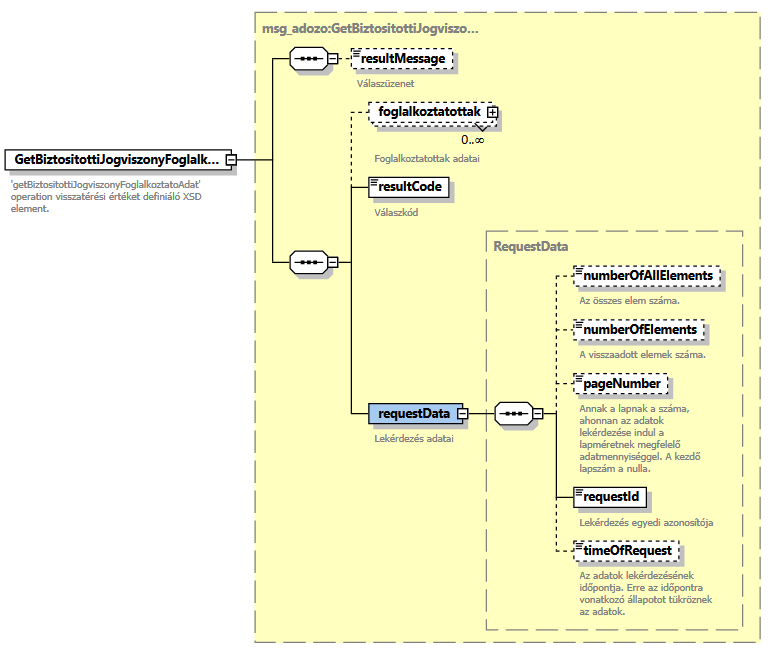 msg_adozo:GetBiztositottiJogviszo...
resultMessage
Válaszüzenet
foglalkoztatottak
0..∞
Foglalkoztatottak adatai
GetBiztositottiJogviszonyFoglalk...
'getBiztositottiJogviszonyFoglalkoztatoAdat'
operation visszatérési értéket definiáló XSD
element.
resultCode
Válaszkód
RequestData
numberOfAllElements
Az összes elem száma.
numberOfElements
A visszaadott elemek száma.
pageNumber
Annak a lapnak a száma,
ahonnan az adatok
lekérdezése indul a
lapméretnek megfelelő
adatmennyiséggel. A kezdő
lapszám a nulla.
requestData
Lekérdezés adatai
requestId
Lekérdezés egyedi azonosítója
timeOfRequest
Az adatok lekérdezésének
időpontja. Erre az időpontra
vonatkozó állapotot tükröznek
az adatok.